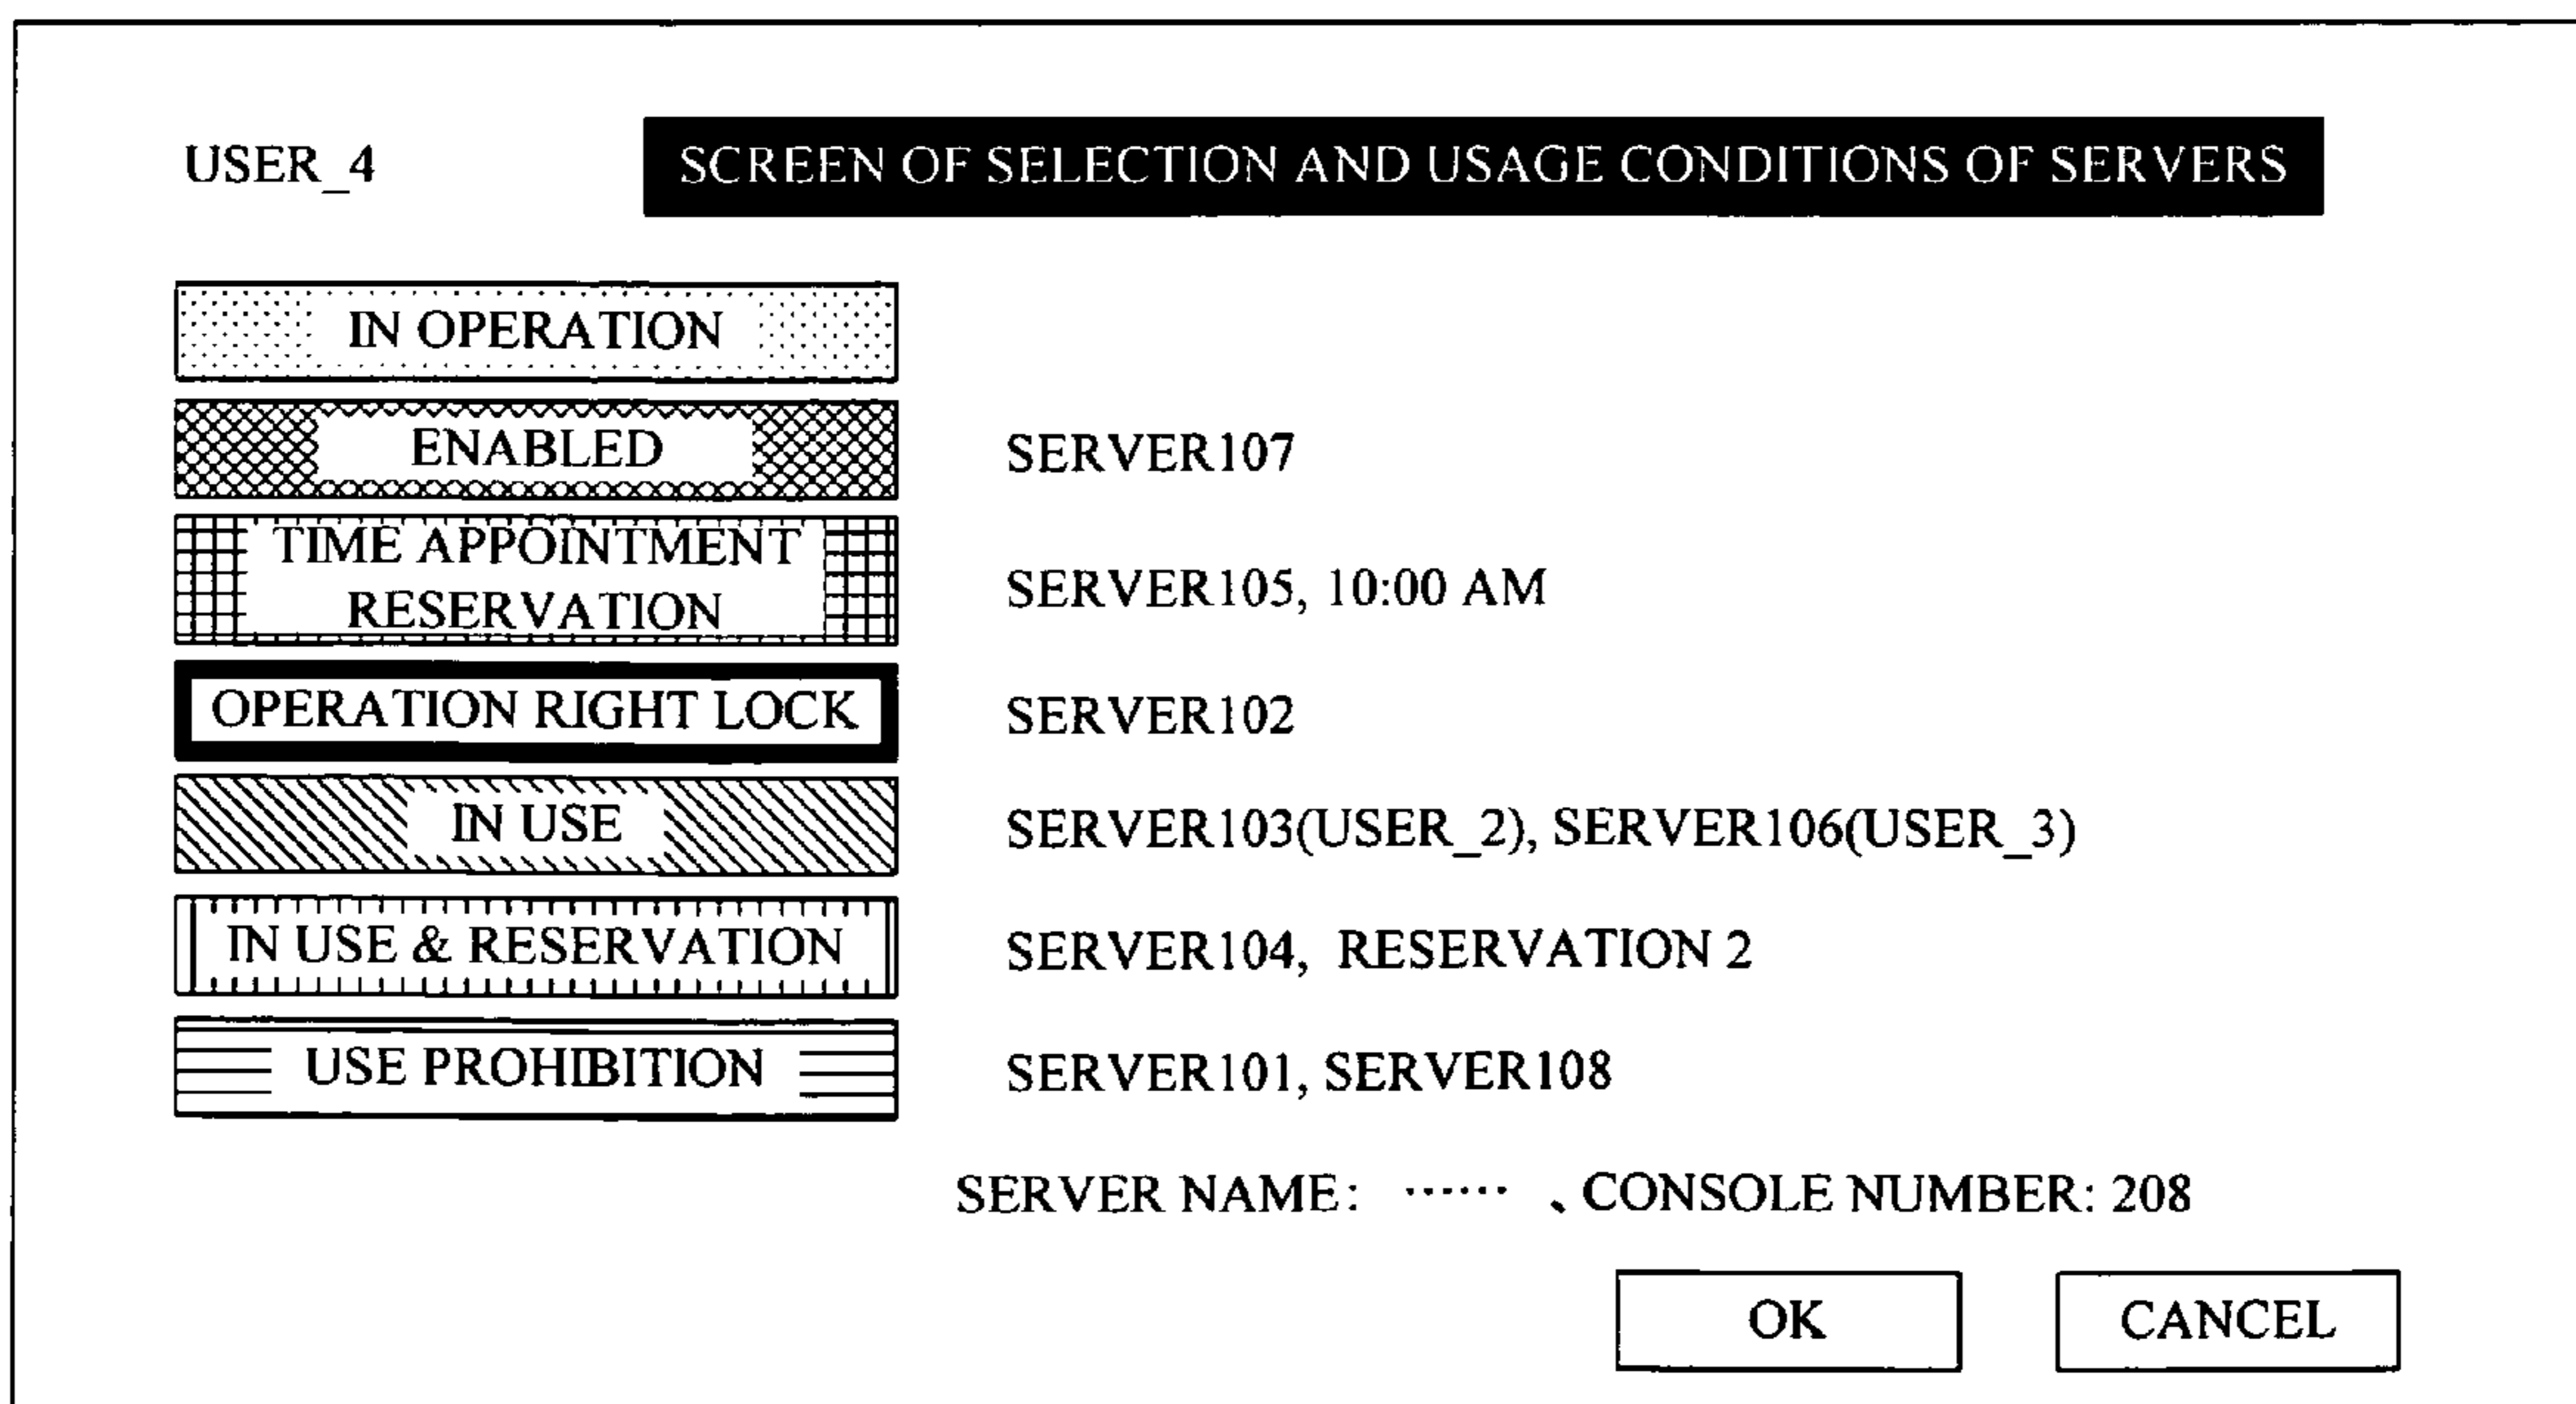 USER_4 SCREEN OF SELECTION AND USAGE CONDITIONS OF SERVERS
IN OPERATION
ENABLED SERVER107
TIME APPOINTMENT
RESERVATION SERVER105, 10:00 AM
OPERATION RIGHT LOCK SERVER102
IN USE SERVER103(USER_2), SERVER106(USER_3)
IN USE & RESERVATION SERVER104, RESERVATION 2
USE PROHIBITION SERVER101, SERVER108
SERVER NAME: ······ 、CONSOLE NUMBER: 208
OK CANCEL